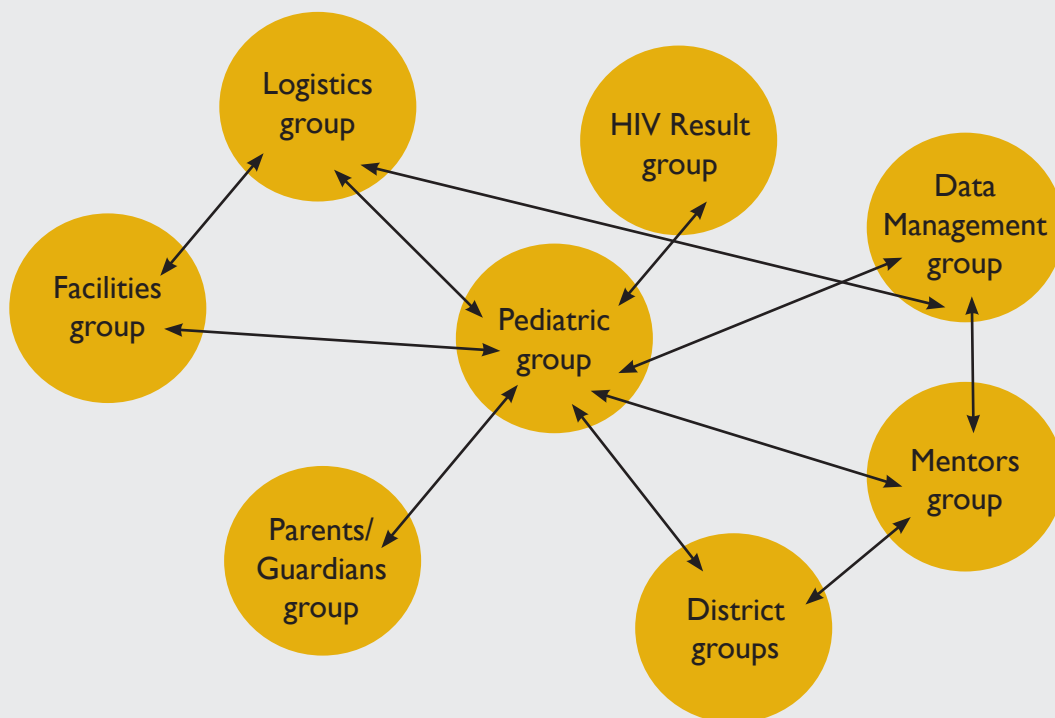 Logistics
group
HIV Result
group
Data
Management
group
Facilities
group
Pediatric
group
Mentors
group
Parents/
Guardians
group
District
groups